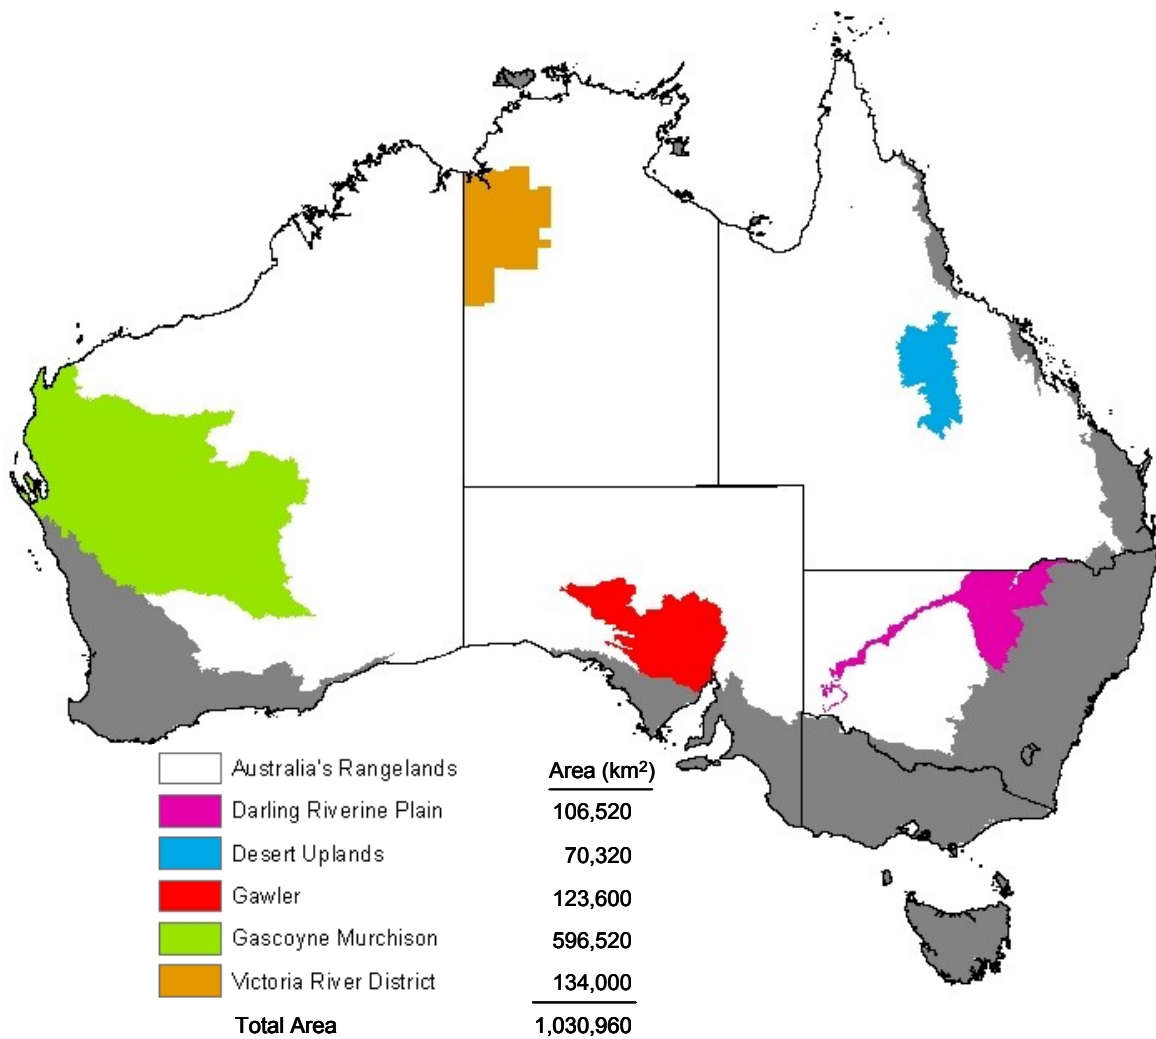 Australia's Rangelands Area (km²)
Darling Riverine Plain 106,520
Desert Uplands 70,320
Gawler 123,600
Gascoyne Murchison 596,520
Victoria River District 134,000
Total Area 1,030,960